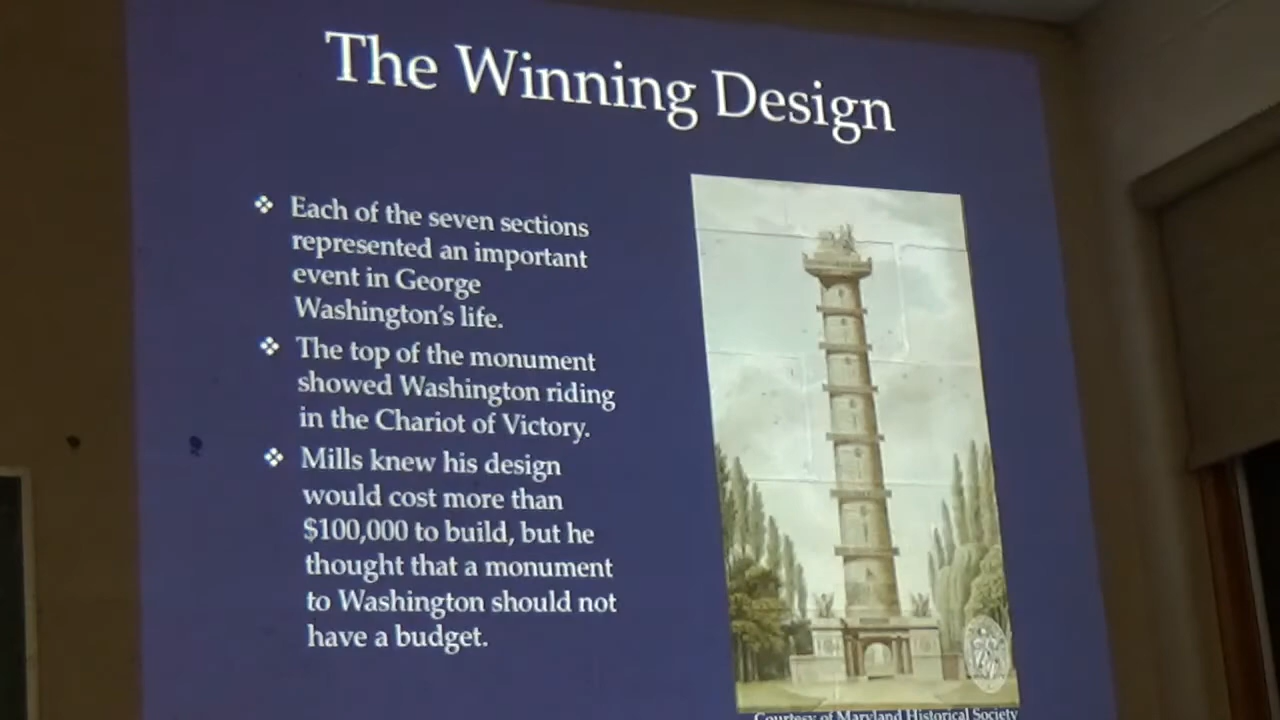 The Winning Design
❖ Each of the seven sections
represented an important
event in George
Washington's life.
❖ The top of the monument
showed Washington riding
in the Chariot of Victory.
❖ Mills knew his design
would cost more than
$100,000 to build, but he
thought that a monument
to Washington should not
have a budget.
Courtesy of Maryland Historical Society